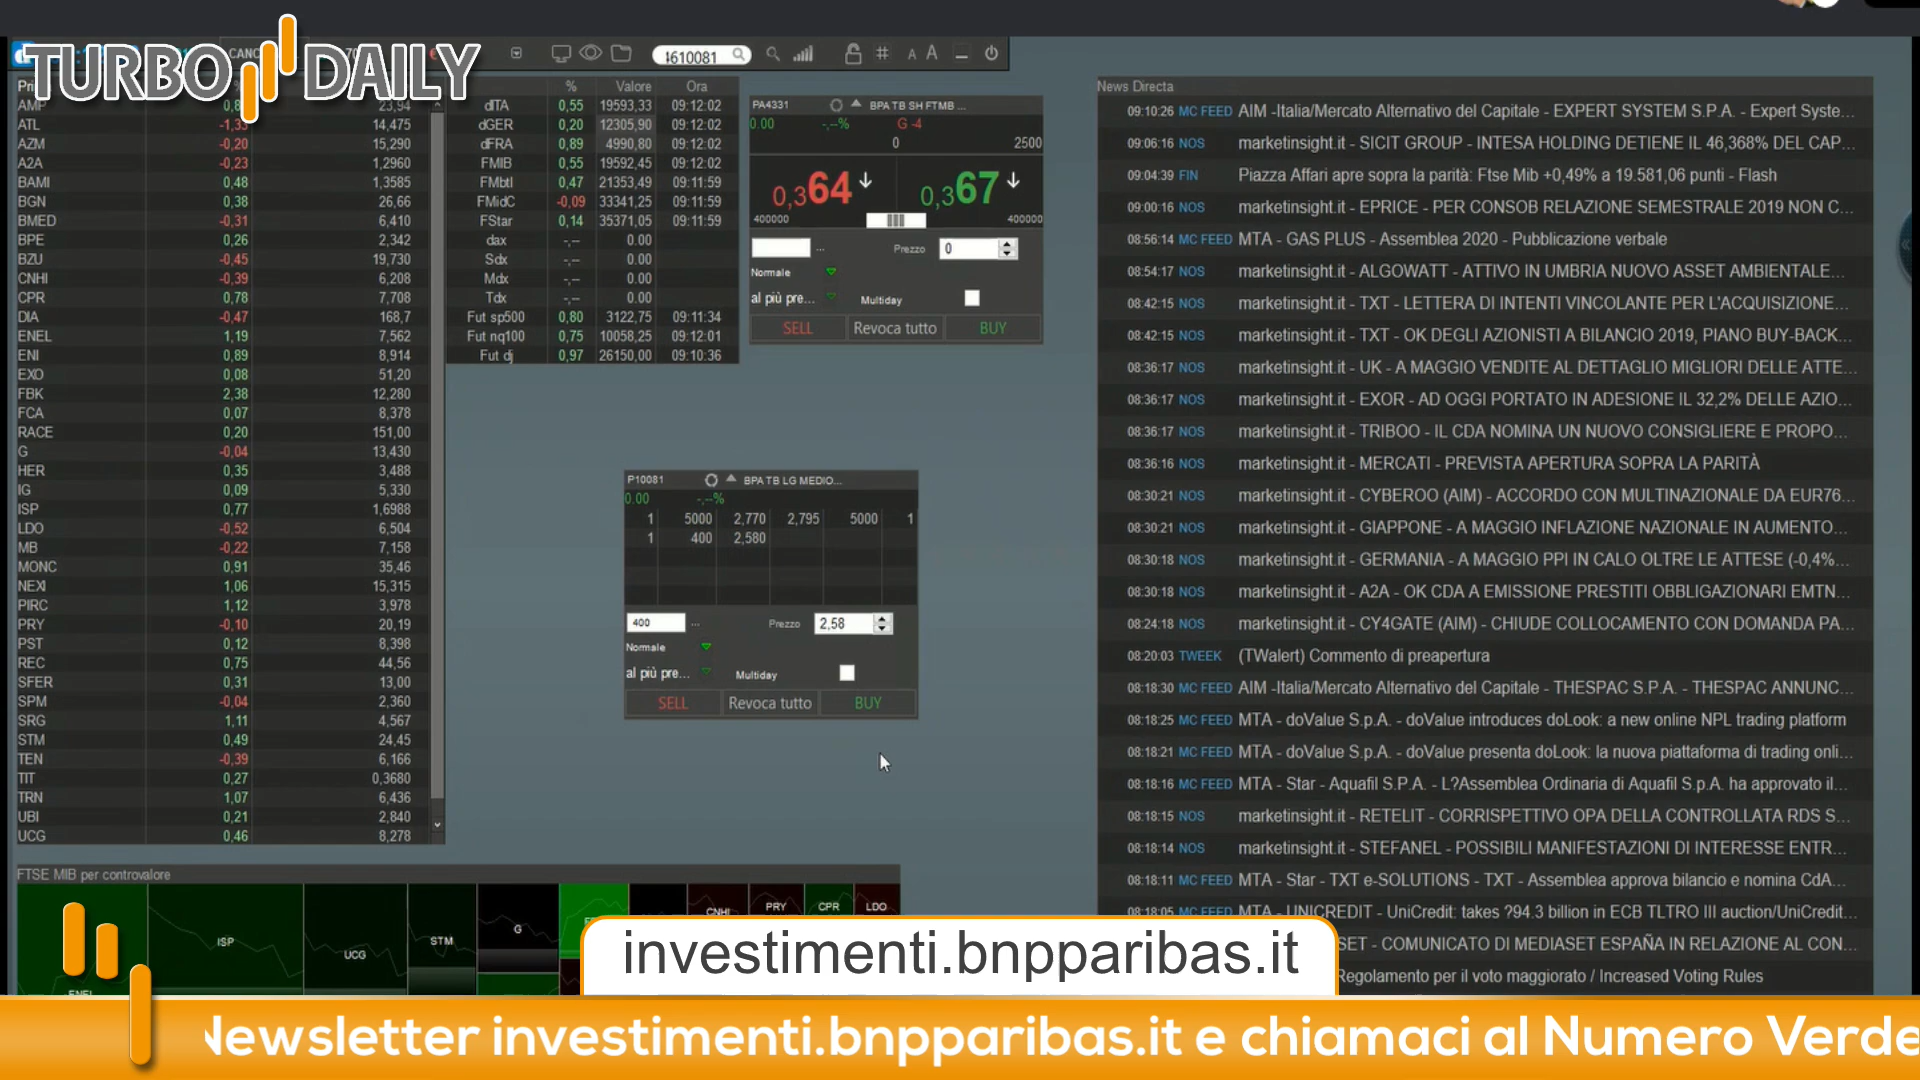 TURBO DAILY
4610081
# A A
% Valore Ora
AMP 23,94
ATL -1,33 14,475
AZM -0,20 15,290
A2A -0,23 1,2960
BAMI 0,48 1,3585
BGN 0,38 26,66
BMED -0,31 6,410
BPE 0,26 2,342
BZU -0,45 19,730
CNHI -0,39 6,208
CPR 0,78 7,708
DIA -0,47 168,7
ENEL 1,19 7,562
ENI 0,89 8,914
EXO 0,08 51,20
FBK 2,38 12,280
FCA 0,07 8,378
RACE 0,20 151,00
G -0,04 13,430
HER 0,35 3,488
IG 0,09 5,330
ISP 0,77 1,6988
LDO -0,52 6,504
MB -0,22 7,158
MONC 0,91 35,46
NEXI 1,06 15,315
PIRC 1,12 3,978
PRY -0,10 20,19
PST 0,12 8,398
REC 0,75 44,56
SFER 0,31 13,00
SPM -0,04 2,360
SRG 1,11 4,567
STM 0,49 24,45
TEN -0,39 6,166
TIT 0,27 0,3680
TRN 1,07 6,436
UBI 0,21 2,840
UCG 0,46 8,278
dITA 0,55 19593,33 09:12:02
dGER 0,20 12305,90 09:12:02
dFRA 0,89 4990,80 09:12:02
FMIB 0,55 19592,45 09:12:02
FMbtl 0,47 21353,49 09:11:59
FMidC -0,09 33341,25 09:11:59
FStar 0,14 35371,05 09:11:59
dax -,-- 0.00
Sdx -,-- 0.00
Mdx -,-- 0.00
Tdx -,-- 0.00
Fut sp500 0,80 3122,75 09:11:34
Fut nq100 0,75 10058,25 09:12:01
Fut dj 0,97 26150,00 09:10:36
PA4331 BPA TB SH FTMB ...
0.00 -,--% G -4
0 2500
0,364 0,367
400000 400000
... Prezzo 0
Normale
al più pre... Multiday
SELL Revoca tutto BUY
P10081 BPA TB LG MEDIO...
0.00 -,--%
1 5000 2,770 2,795 5000 1
1 400 2,580
400 ... Prezzo 2,58
Normale
al più pre... Multiday
SELL Revoca tutto BUY
News Directa
09:10:26 MC FEED AIM -Italia/Mercato Alternativo del Capitale - EXPERT SYSTEM S.P.A. - Expert Syste...
09:06:16 NOS marketinsight.it - SICIT GROUP - INTESA HOLDING DETIENE IL 46,368% DEL CAP...
09:04:39 FIN Piazza Affari apre sopra la parità: Ftse Mib +0,49% a 19.581,06 punti - Flash
09:00:16 NOS marketinsight.it - EPRICE - PER CONSOB RELAZIONE SEMESTRALE 2019 NON C...
08:56:14 MC FEED MTA - GAS PLUS - Assemblea 2020 - Pubblicazione verbale
08:54:17 NOS marketinsight.it - ALGOWATT - ATTIVO IN UMBRIA NUOVO ASSET AMBIENTALE...
08:42:15 NOS marketinsight.it - TXT - LETTERA DI INTENTI VINCOLANTE PER L'ACQUISIZIONE...
08:42:15 NOS marketinsight.it - TXT - OK DEGLI AZIONISTI A BILANCIO 2019, PIANO BUY-BACK...
08:36:17 NOS marketinsight.it - UK - A MAGGIO VENDITE AL DETTAGLIO MIGLIORI DELLE ATTE...
08:36:17 NOS marketinsight.it - EXOR - AD OGGI PORTATO IN ADESIONE IL 32,2% DELLE AZIO...
08:36:17 NOS marketinsight.it - TRIBOO - IL CDA NOMINA UN NUOVO CONSIGLIERE E PROPO...
08:36:16 NOS marketinsight.it - MERCATI - PREVISTA APERTURA SOPRA LA PARITÀ
08:30:21 NOS marketinsight.it - CYBEROO (AIM) - ACCORDO CON MULTINAZIONALE DA EUR76...
08:30:21 NOS marketinsight.it - GIAPPONE - A MAGGIO INFLAZIONE NAZIONALE IN AUMENTO...
08:30:18 NOS marketinsight.it - GERMANIA - A MAGGIO PPI IN CALO OLTRE LE ATTESE (-0,4%...
08:30:18 NOS marketinsight.it - A2A - OK CDA A EMISSIONE PRESTITI OBBLIGAZIONARI EMTN...
08:24:18 NOS marketinsight.it - CY4GATE (AIM) - CHIUDE COLLOCAMENTO CON DOMANDA PA...
08:20:03 TWEEK (TWalert) Commento di preapertura
08:18:30 MC FEED AIM -Italia/Mercato Alternativo del Capitale - THESPAC S.P.A. - THESPAC ANNUNC...
08:18:25 MC FEED MTA - doValue S.p.A. - doValue introduces doLook: a new online NPL trading platform
08:18:21 MC FEED MTA - doValue S.p.A. - doValue presenta doLook: la nuova piattaforma di trading onli...
08:18:16 MC FEED MTA - Star - Aquafil S.P.A. - L?Assemblea Ordinaria di Aquafil S.p.A. ha approvato il...
08:18:15 NOS marketinsight.it - RETELIT - CORRISPETTIVO OPA DELLA CONTROLLATA RDS S...
08:18:14 NOS marketinsight.it - STEFANEL - POSSIBILI MANIFESTAZIONI DI INTERESSE ENTR...
08:18:11 MC FEED MTA - Star - TXT e-SOLUTIONS - TXT - Assemblea approva bilancio e nomina CdA...
08:18:05 MC FEED MTA - UNICREDIT - UniCredit: takes ?94.3 billion in ECB TLTRO III auction/UniCredit...
SET - COMUNICATO DI MEDIASET ESPAÑA IN RELAZIONE AL CON...
Regolamento per il voto maggiorato / Increased Voting Rules
FTSE MIB per controvalore
ENEL ISP UCG STM G CNHI PRY CPR LDO
investimenti.bnpparibas.it
Newsletter investimenti.bnpparibas.it e chiamaci al Numero Verde